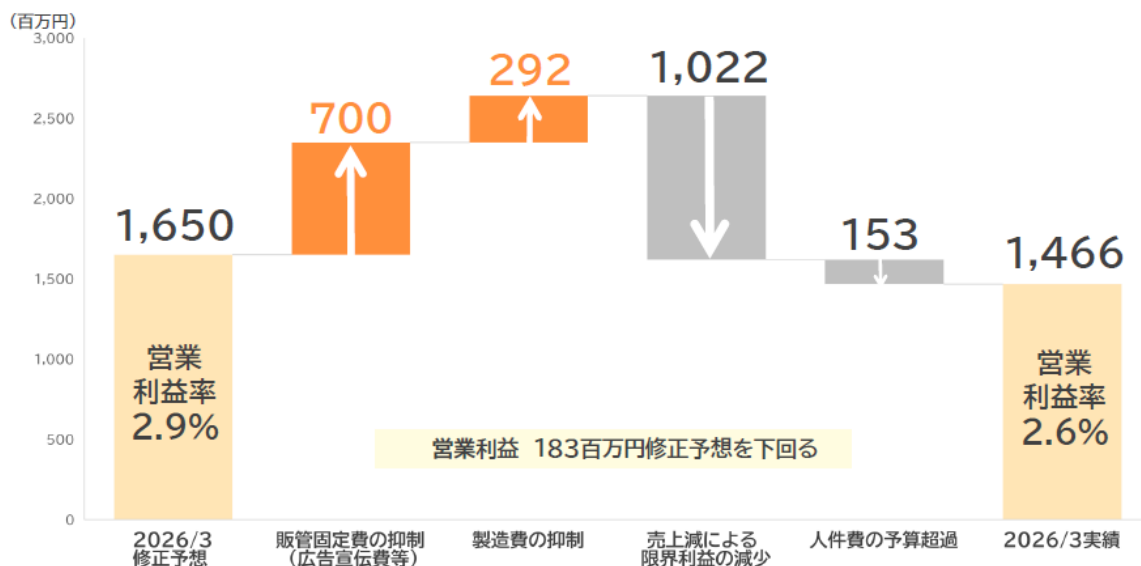 （百万円）
3,000
2,500
2,000
1,500
1,000
500
0
1,650
700
292
1,022
153
1,466
営業
利益率
2.9%
営業
利益率
2.6%
営業利益 183百万円修正予想を下回る
2026/3
修正予想
販管固定費の抑制
（広告宣伝費等）
製造費の抑制
売上減による
限界利益の減少
人件費の予算超過
2026/3実績